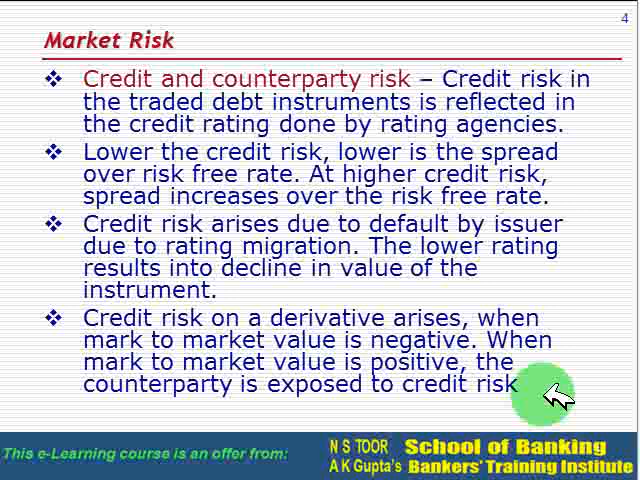 4
Market Risk
❖ Credit and counterparty risk – Credit risk in
the traded debt instruments is reflected in
the credit rating done by rating agencies.
❖ Lower the credit risk, lower is the spread
over risk free rate. At higher credit risk,
spread increases over the risk free rate.
❖ Credit risk arises due to default by issuer
due to rating migration. The lower rating
results into decline in value of the
instrument.
❖ Credit risk on a derivative arises, when
mark to market value is negative. When
mark to market value is positive, the
counterparty is exposed to credit risk
This e-Learning course is an offer from:
N S TOOR School of Banking
A K Gupta's Bankers' Training Institute